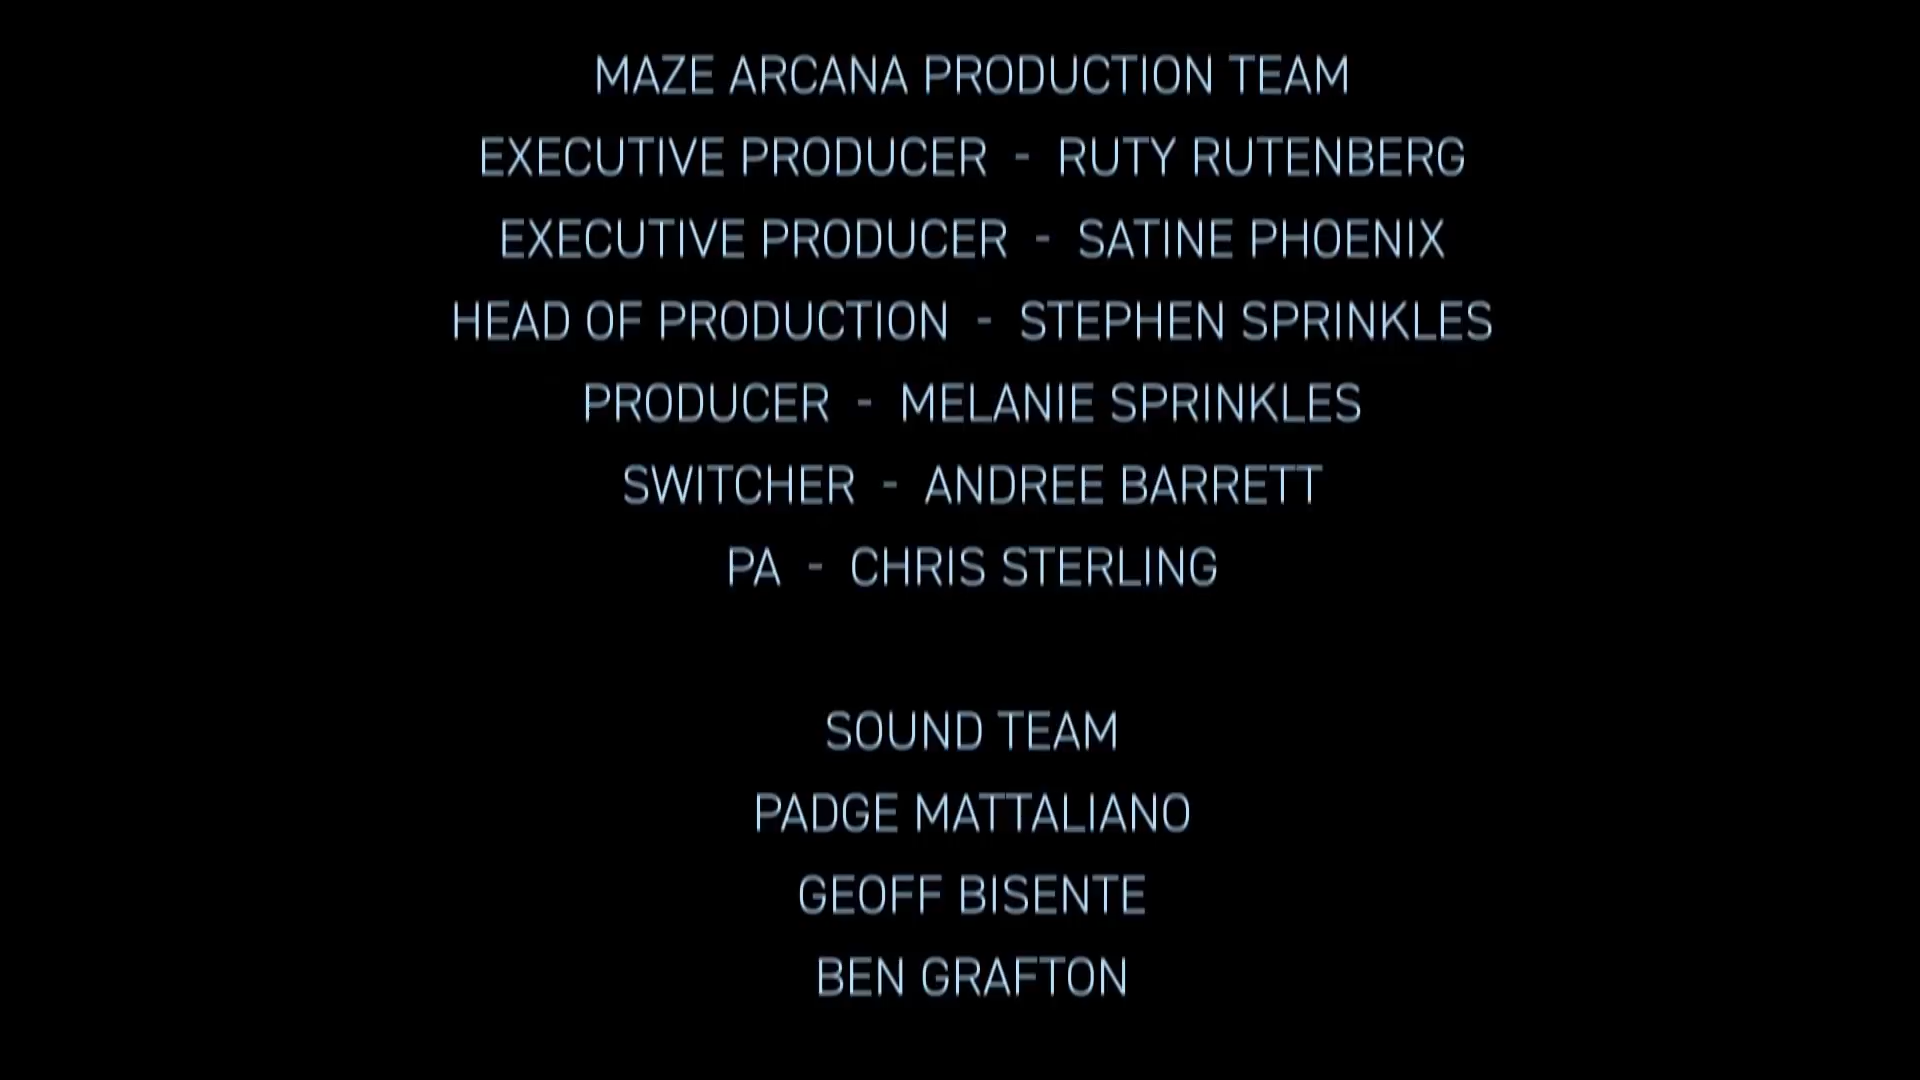 MAZE ARCANA PRODUCTION TEAM
EXECUTIVE PRODUCER - RUTY RUTENBERG
EXECUTIVE PRODUCER - SATINE PHOENIX
HEAD OF PRODUCTION - STEPHEN SPRINKLES
PRODUCER - MELANIE SPRINKLES
SWITCHER - ANDREE BARRETT
PA - CHRIS STERLING
SOUND TEAM
PADGE MATTALIANO
GEOFF BISENTE
BEN GRAFTON